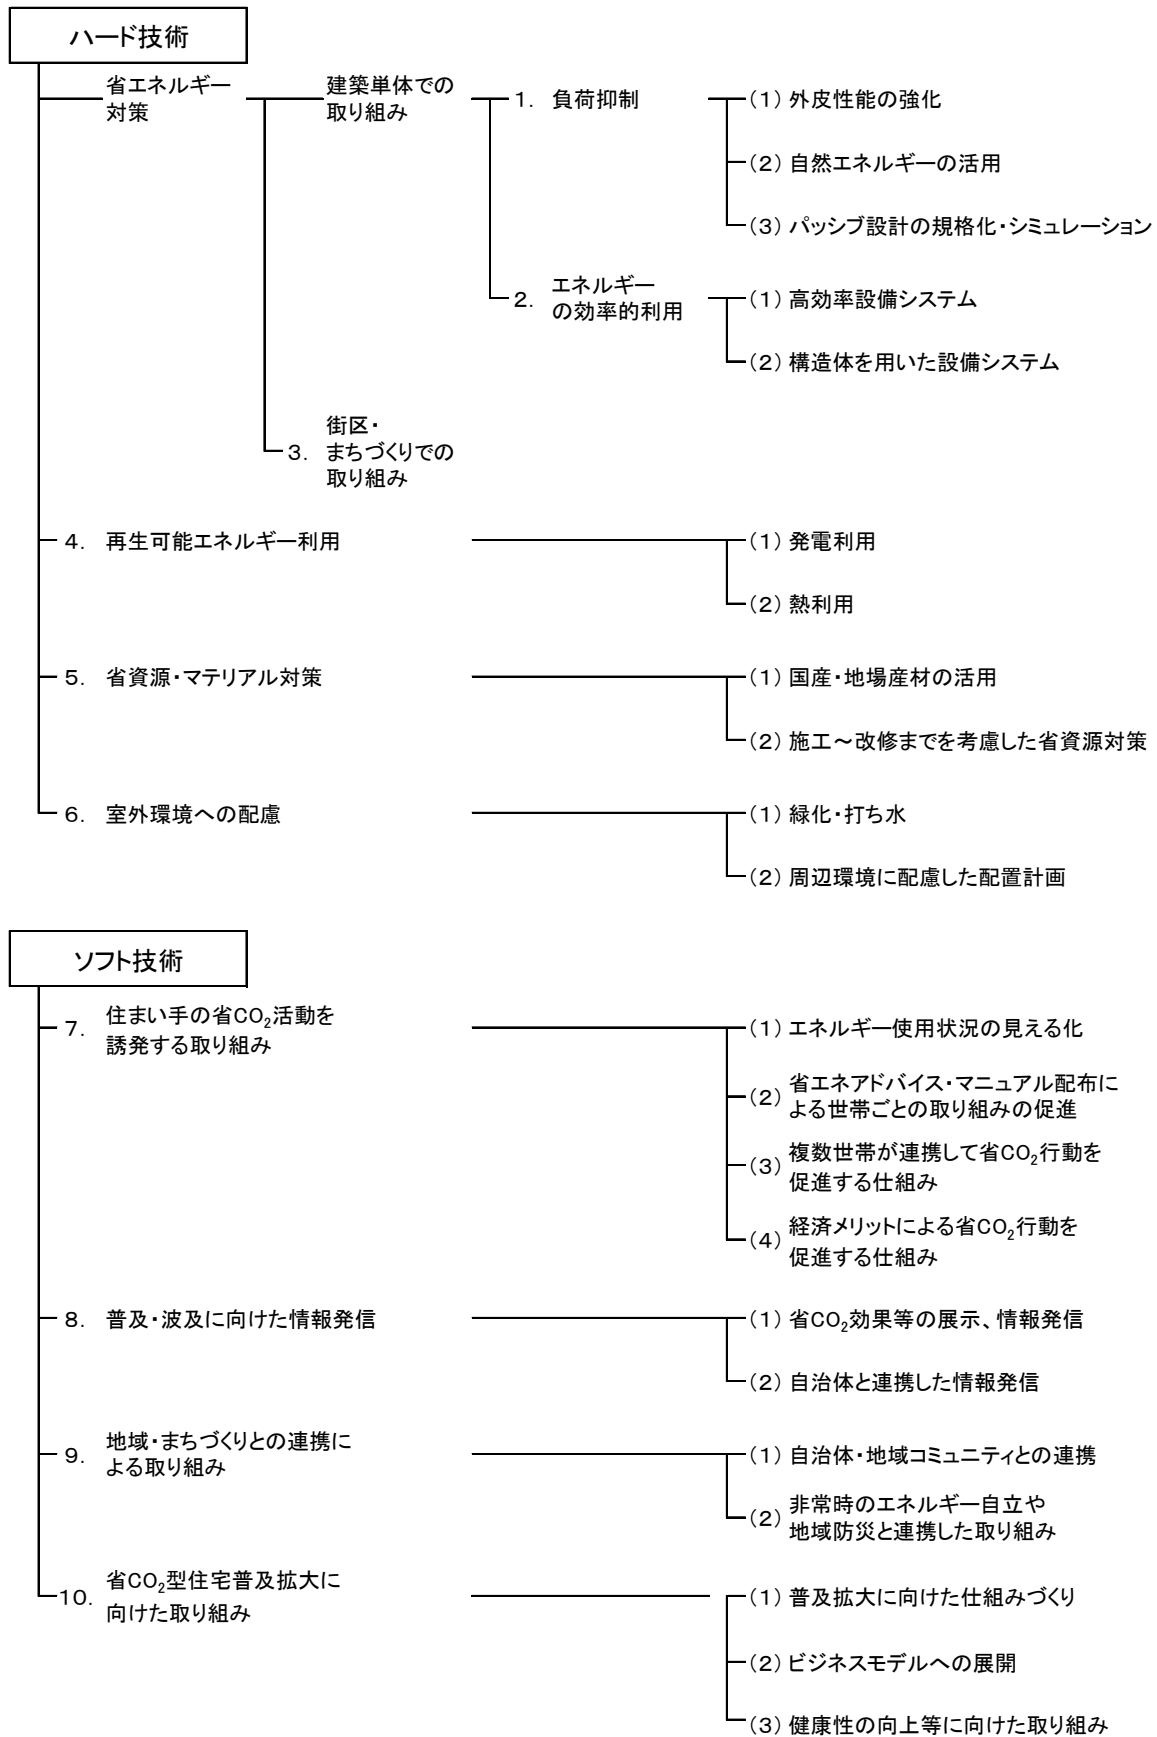 ハード技術
省エネルギー
対策
建築単体での
取り組み
1. 負荷抑制
(1) 外皮性能の強化
(2) 自然エネルギーの活用
(3) パッシブ設計の規格化・シミュレーション
2. エネルギー
の効率的利用
(1) 高効率設備システム
(2) 構造体を用いた設備システム
3. 街区・
まちづくりでの
取り組み
4. 再生可能エネルギー利用
(1) 発電利用
(2) 熱利用
5. 省資源・マテリアル対策
(1) 国産・地場産材の活用
(2) 施工～改修までを考慮した省資源対策
6. 室外環境への配慮
(1) 緑化・打ち水
(2) 周辺環境に配慮した配置計画
ソフト技術
7. 住まい手の省CO₂活動を
誘発する取り組み
(1) エネルギー使用状況の見える化
(2) 省エネアドバイス・マニュアル配布に
よる世帯ごとの取り組みの促進
(3) 複数世帯が連携して省CO₂行動を
促進する仕組み
(4) 経済メリットによる省CO₂行動を
促進する仕組み
8. 普及・波及に向けた情報発信
(1) 省CO₂効果等の展示、情報発信
(2) 自治体と連携した情報発信
9. 地域・まちづくりとの連携に
よる取り組み
(1) 自治体・地域コミュニティとの連携
(2) 非常時のエネルギー自立や
地域防災と連携した取り組み
10. 省CO₂型住宅普及拡大に
向けた取り組み
(1) 普及拡大に向けた仕組みづくり
(2) ビジネスモデルへの展開
(3) 健康性の向上等に向けた取り組み